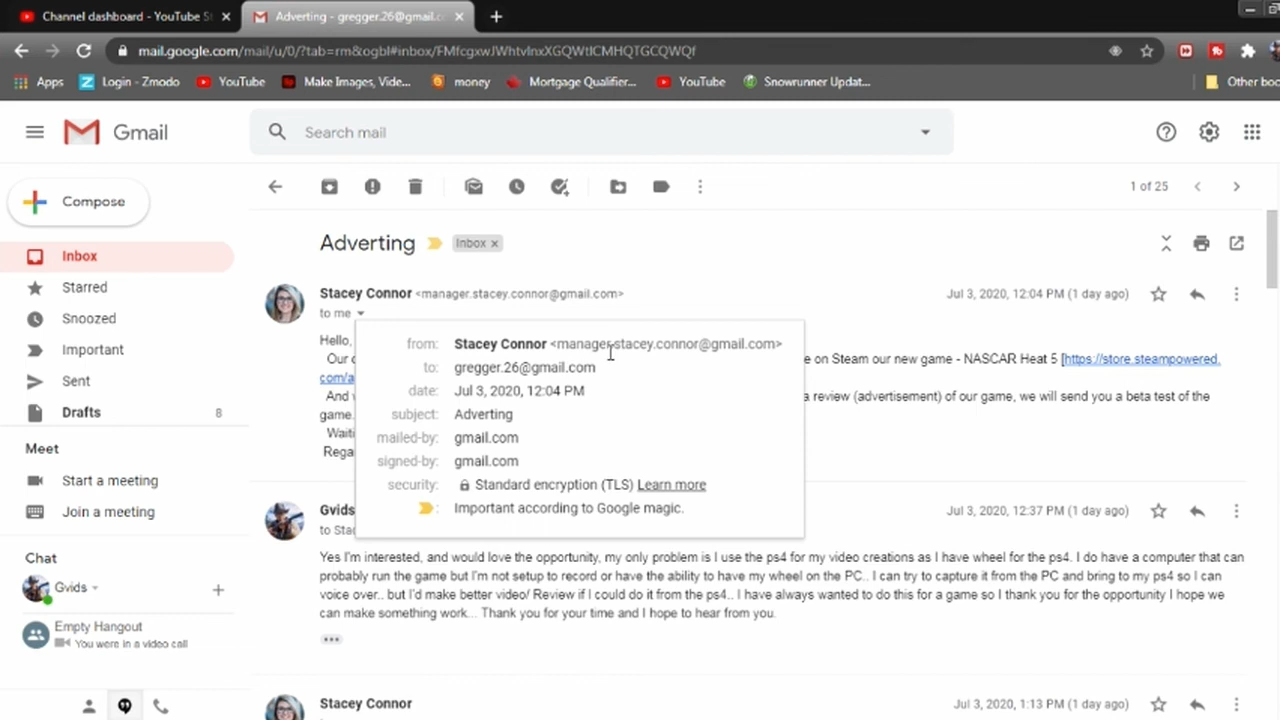 Channel dashboard - YouTube S
Adverting - gregger.26@gmail.c
mail.google.com/mail/u/0/?tab=rm&ogbl#inbox/FMfcgxwJWhtvlnxXGQWtlCMHQTGCQWQf
Apps
Login - Zmodo
YouTube
Make Images, Vide...
money
Mortgage Qualifier...
YouTube
Snowrunner Updat...
Other boo
Gmail
Search mail
Compose
1 of 25
Inbox
Starred
Snoozed
Important
Sent
Drafts 8
Meet
Start a meeting
Join a meeting
Chat
Gvids
Empty Hangout
You were in a video call
Adverting
Inbox
Stacey Connor <manager.stacey.connor@gmail.com>
Jul 3, 2020, 12:04 PM (1 day ago)
to me
Hello,
Our
e on Steam our new game - NASCAR Heat 5 [https://store.steampowered.
com/a
And
a review (advertisement) of our game, we will send you a beta test of the
game.
Waiti
Rega
from: Stacey Connor <manager.stacey.connor@gmail.com>
to: gregger.26@gmail.com
date: Jul 3, 2020, 12:04 PM
subject: Adverting
mailed-by: gmail.com
signed-by: gmail.com
security: Standard encryption (TLS) Learn more
Important according to Google magic.
Gvids
Jul 3, 2020, 12:37 PM (1 day ago)
to Stac
Yes I'm interested, and would love the opportunity, my only problem is I use the ps4 for my video creations as I have wheel for the ps4. I do have a computer that can
probably run the game but I'm not setup to record or have the ability to have my wheel on the PC.. I can try to capture it from the PC and bring to my ps4 so I can
voice over.. but I'd make better video/ Review if I could do it from the ps4.. I have always wanted to do this for a game so I thank you for the opportunity I hope we
can make something work... Thank you for your time and I hope to hear from you.
Stacey Connor
Jul 3, 2020, 1:13 PM (1 day ago)